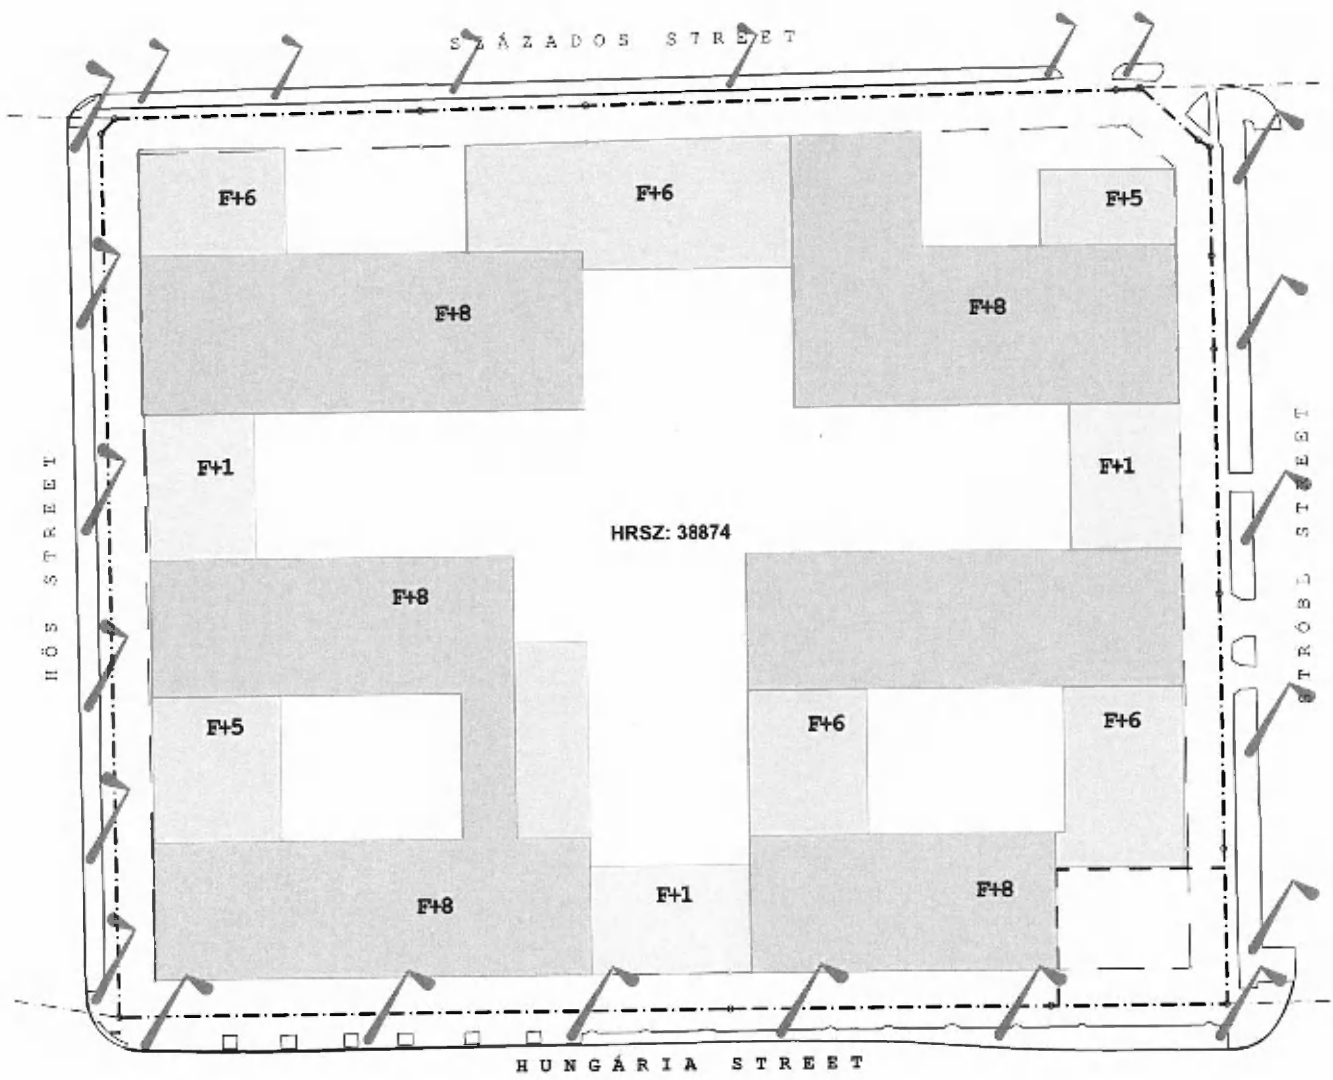 SZÁZADOS STREET
F+6
F+6
F+5
F+8
F+8
F+1
F+1
HRSZ: 38874
HŐS STREET
STRÓBL STREET
F+8
F+5
F+6
F+6
F+8
F+1
F+8
HUNGÁRIA STREET